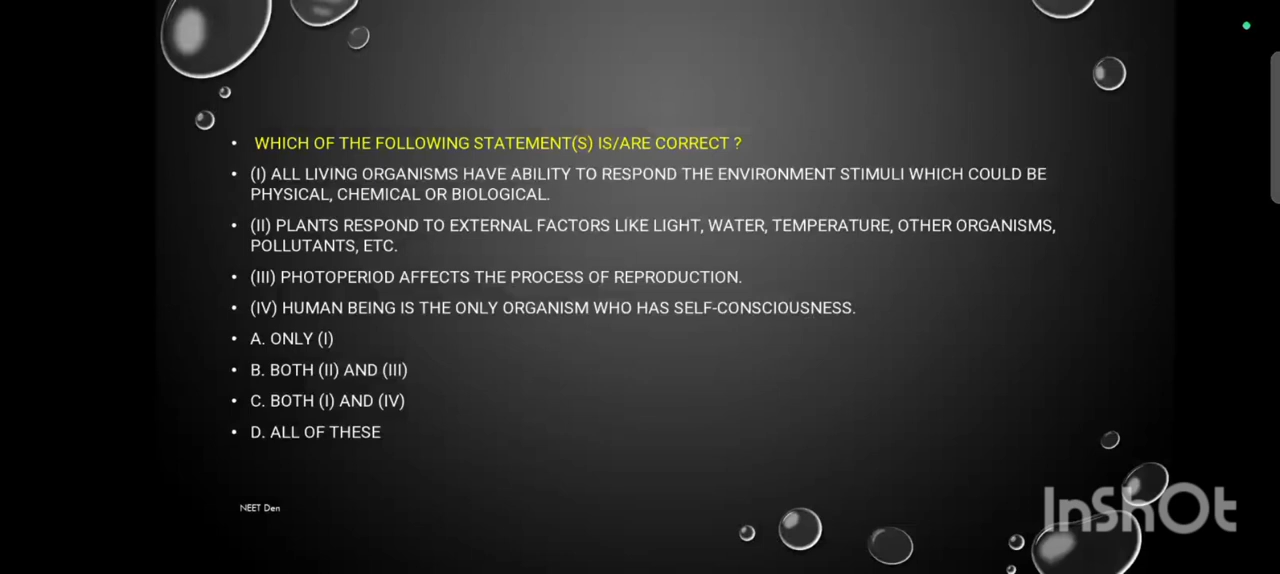 WHICH OF THE FOLLOWING STATEMENT(S) IS/ARE CORRECT ?
(I) ALL LIVING ORGANISMS HAVE ABILITY TO RESPOND THE ENVIRONMENT STIMULI WHICH COULD BE
PHYSICAL, CHEMICAL OR BIOLOGICAL.
(II) PLANTS RESPOND TO EXTERNAL FACTORS LIKE LIGHT, WATER, TEMPERATURE, OTHER ORGANISMS,
POLLUTANTS, ETC.
(III) PHOTOPERIOD AFFECTS THE PROCESS OF REPRODUCTION.
(IV) HUMAN BEING IS THE ONLY ORGANISM WHO HAS SELF-CONSCIOUSNESS.
A. ONLY (I)
B. BOTH (II) AND (III)
C. BOTH (I) AND (IV)
D. ALL OF THESE
NEET Den
InShOt